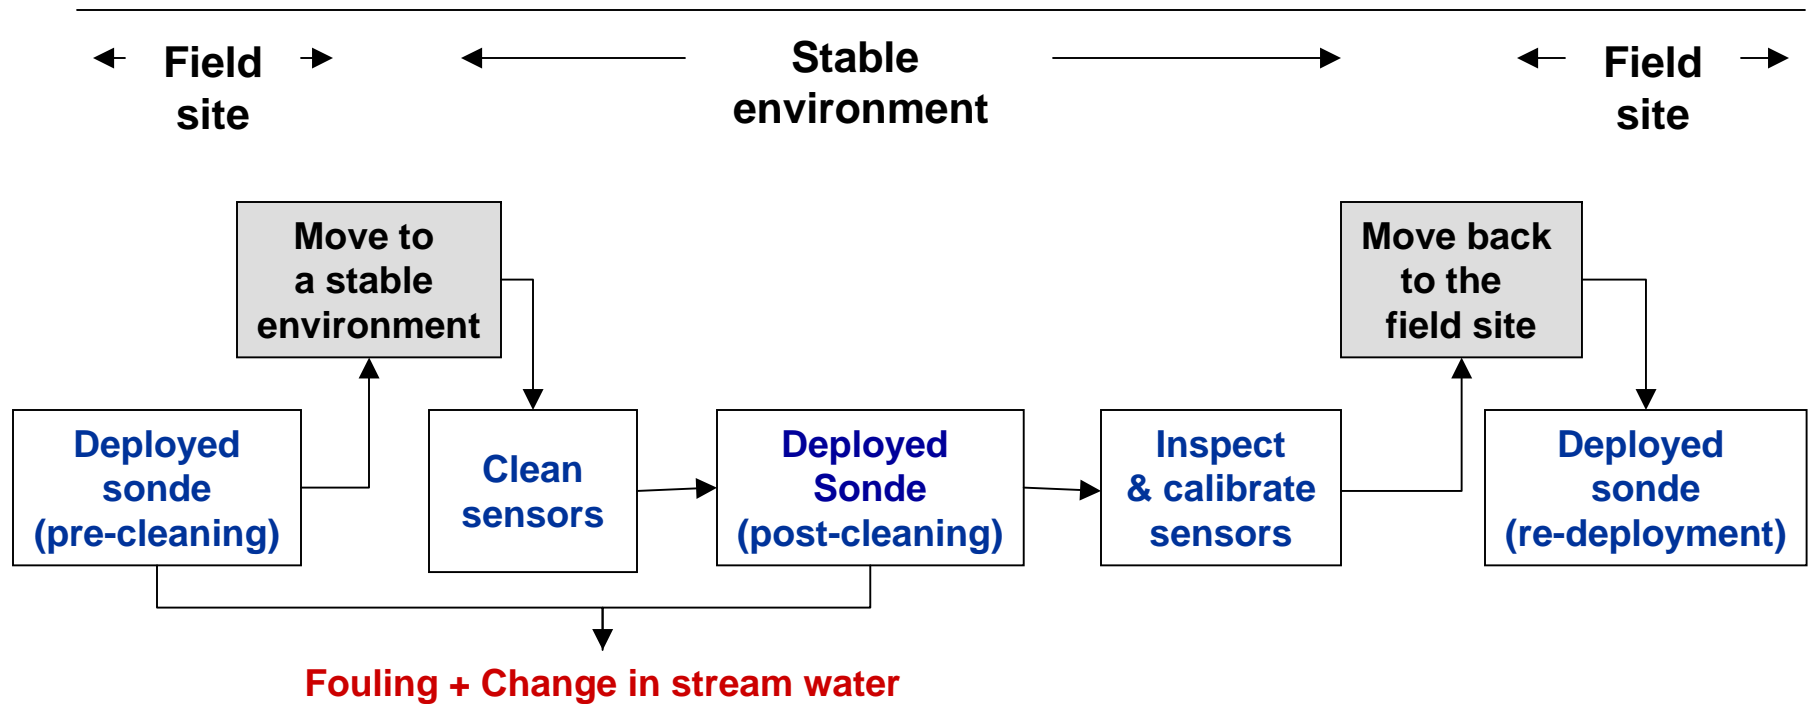 Field
site
Stable
environment
Field
site
Move to
a stable
environment
Move back
to the
field site
Deployed
sonde
(pre-cleaning)
Clean
sensors
Deployed
Sonde
(post-cleaning)
Inspect
& calibrate
sensors
Deployed
sonde
(re-deployment)
Fouling + Change in stream water